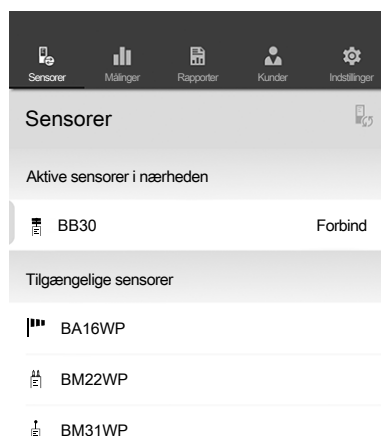 Sensorer Målinger Rapporter Kunder Indstillinger
Sensorer
Aktive sensorer i nærheden
BB30 Forbind
Tilgængelige sensorer
BA16WP
BM22WP
BM31WP